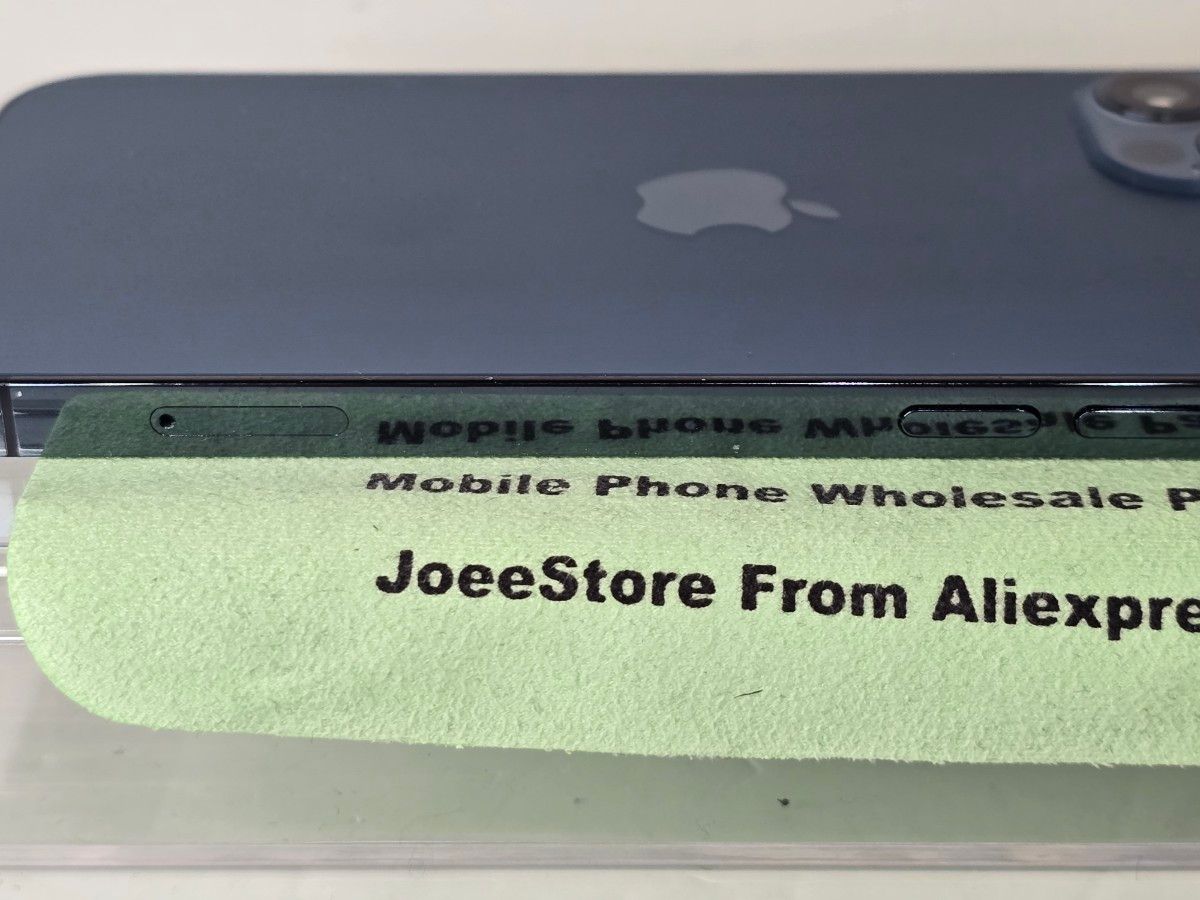 Mobile Phone Wholesale P
JoeeStore From Aliexpre